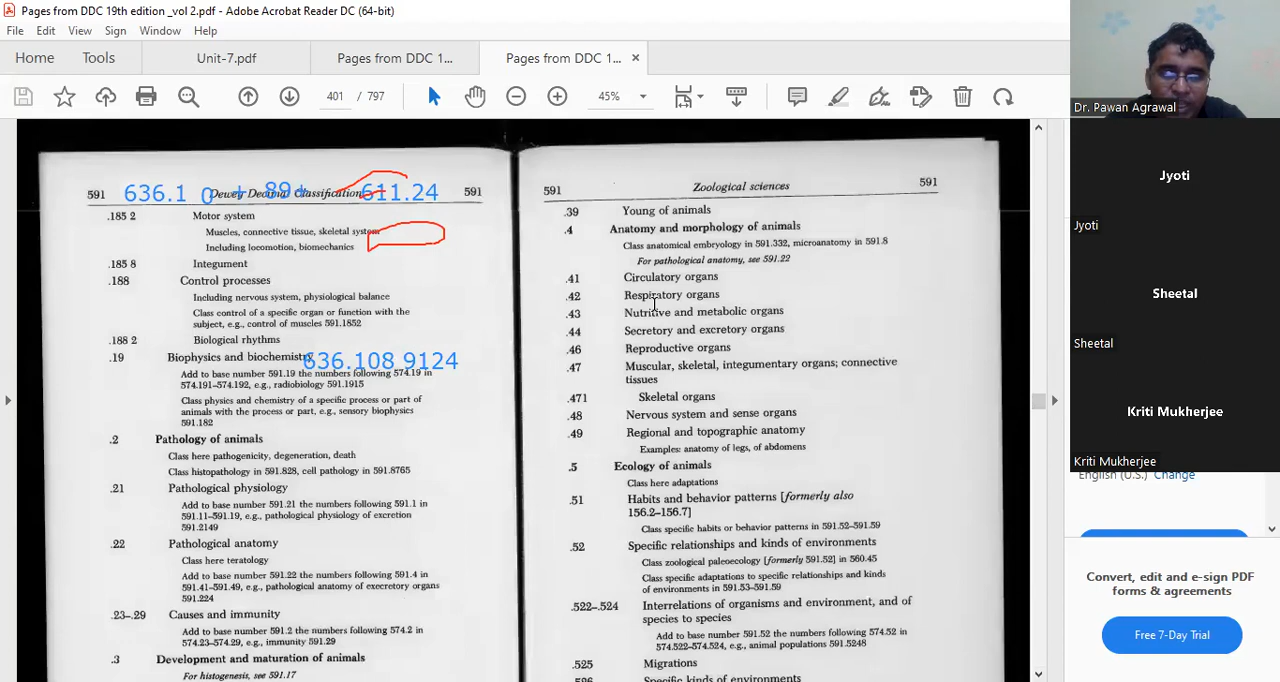 Pages from DDC 19th edition _vol 2.pdf - Adobe Acrobat Reader DC (64-bit)
File Edit View Sign Window Help
Home Tools Unit-7.pdf Pages from DDC 1... Pages from DDC 1... ×
401 / 797 45%
636.1 0 + 89+ 611.24
591 Dewey Decimal Classification 591
.185 2 Motor system
Muscles, connective tissue, skeletal system
Including locomotion, biomechanics
.185 8 Integument
.188 Control processes
Including nervous system, physiological balance
Class control of a specific organ or function with the
subject, e.g., control of muscles 591.1852
.188 2 Biological rhythms
636.108 9124
.19 Biophysics and biochemistry
Add to base number 591.19 the numbers following 574.19 in
574.191–574.192, e.g., radiobiology 591.1915
Class physics and chemistry of a specific process or part of
animals with the process or part, e.g., sensory biophysics
591.182
.2 Pathology of animals
Class here pathogenicity, degeneration, death
Class histopathology in 591.828, cell pathology in 591.8765
.21 Pathological physiology
Add to base number 591.21 the numbers following 591.1 in
591.11–591.19, e.g., pathological physiology of excretion
591.2149
.22 Pathological anatomy
Class here teratology
Add to base number 591.22 the numbers following 591.4 in
591.41–591.49, e.g., pathological anatomy of execretory organs
591.224
.23–.29 Causes and immunity
Add to base number 591.2 the numbers following 574.2 in
574.23–574.29, e.g., immunity 591.29
.3 Development and maturation of animals
For histogenesis, see 591.17
591 Zoological sciences 591
.39 Young of animals
.4 Anatomy and morphology of animals
Class anatomical embryology in 591.332, microanatomy in 591.8
For pathological anatomy, see 591.22
.41 Circulatory organs
.42 Respiratory organs
.43 Nutritive and metabolic organs
.44 Secretory and excretory organs
.46 Reproductive organs
.47 Muscular, skeletal, integumentary organs; connective
tissues
.471 Skeletal organs
.48 Nervous system and sense organs
.49 Regional and topographic anatomy
Examples: anatomy of legs, of abdomens
.5 Ecology of animals
Class here adaptations
.51 Habits and behavior patterns [formerly also
156.2–156.7]
Class specific habits or behavior patterns in 591.52–591.59
.52 Specific relationships and kinds of environments
Class zoological paleoecology [formerly 591.52] in 560.45
Class specific adaptations to specific relationships and kinds
of environments in 591.53–591.59
.522–.524 Interrelations of organisms and environment, and of
species to species
Add to base number 591.52 the numbers following 574.52 in
574.522–574.524, e.g., animal populations 591.5248
.525 Migrations
.526 Specific kinds of environments
Dr. Pawan Agrawal
Jyoti
Jyoti
Sheetal
Sheetal
Kriti Mukherjee
Kriti Mukherjee
English (U.S.) Change
Convert, edit and e-sign PDF
forms & agreements
Free 7-Day Trial